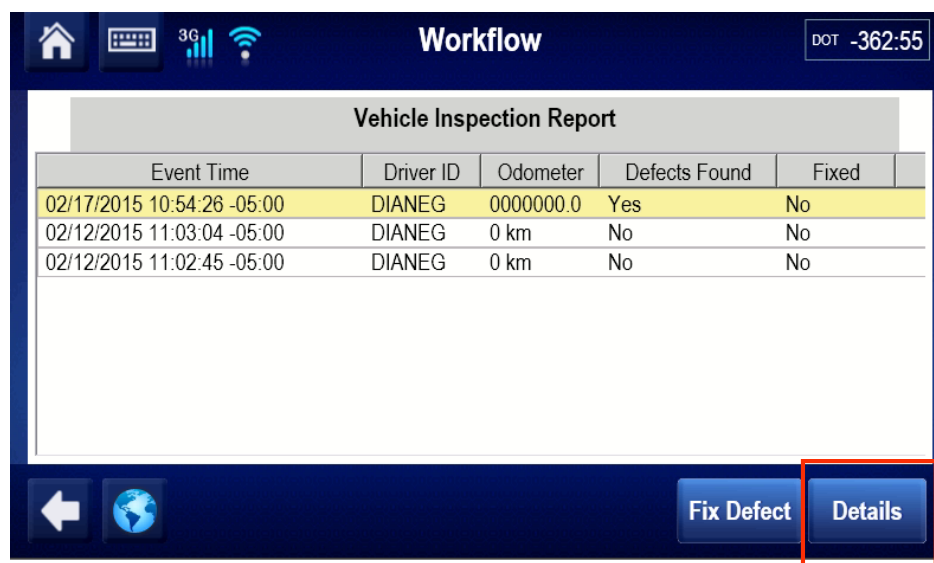 3G Workflow DOT -362:55
Vehicle Inspection Report
Event Time Driver ID Odometer Defects Found Fixed
02/17/2015 10:54:26 -05:00 DIANEG 0000000.0 Yes No
02/12/2015 11:03:04 -05:00 DIANEG 0 km No No
02/12/2015 11:02:45 -05:00 DIANEG 0 km No No
Fix Defect Details